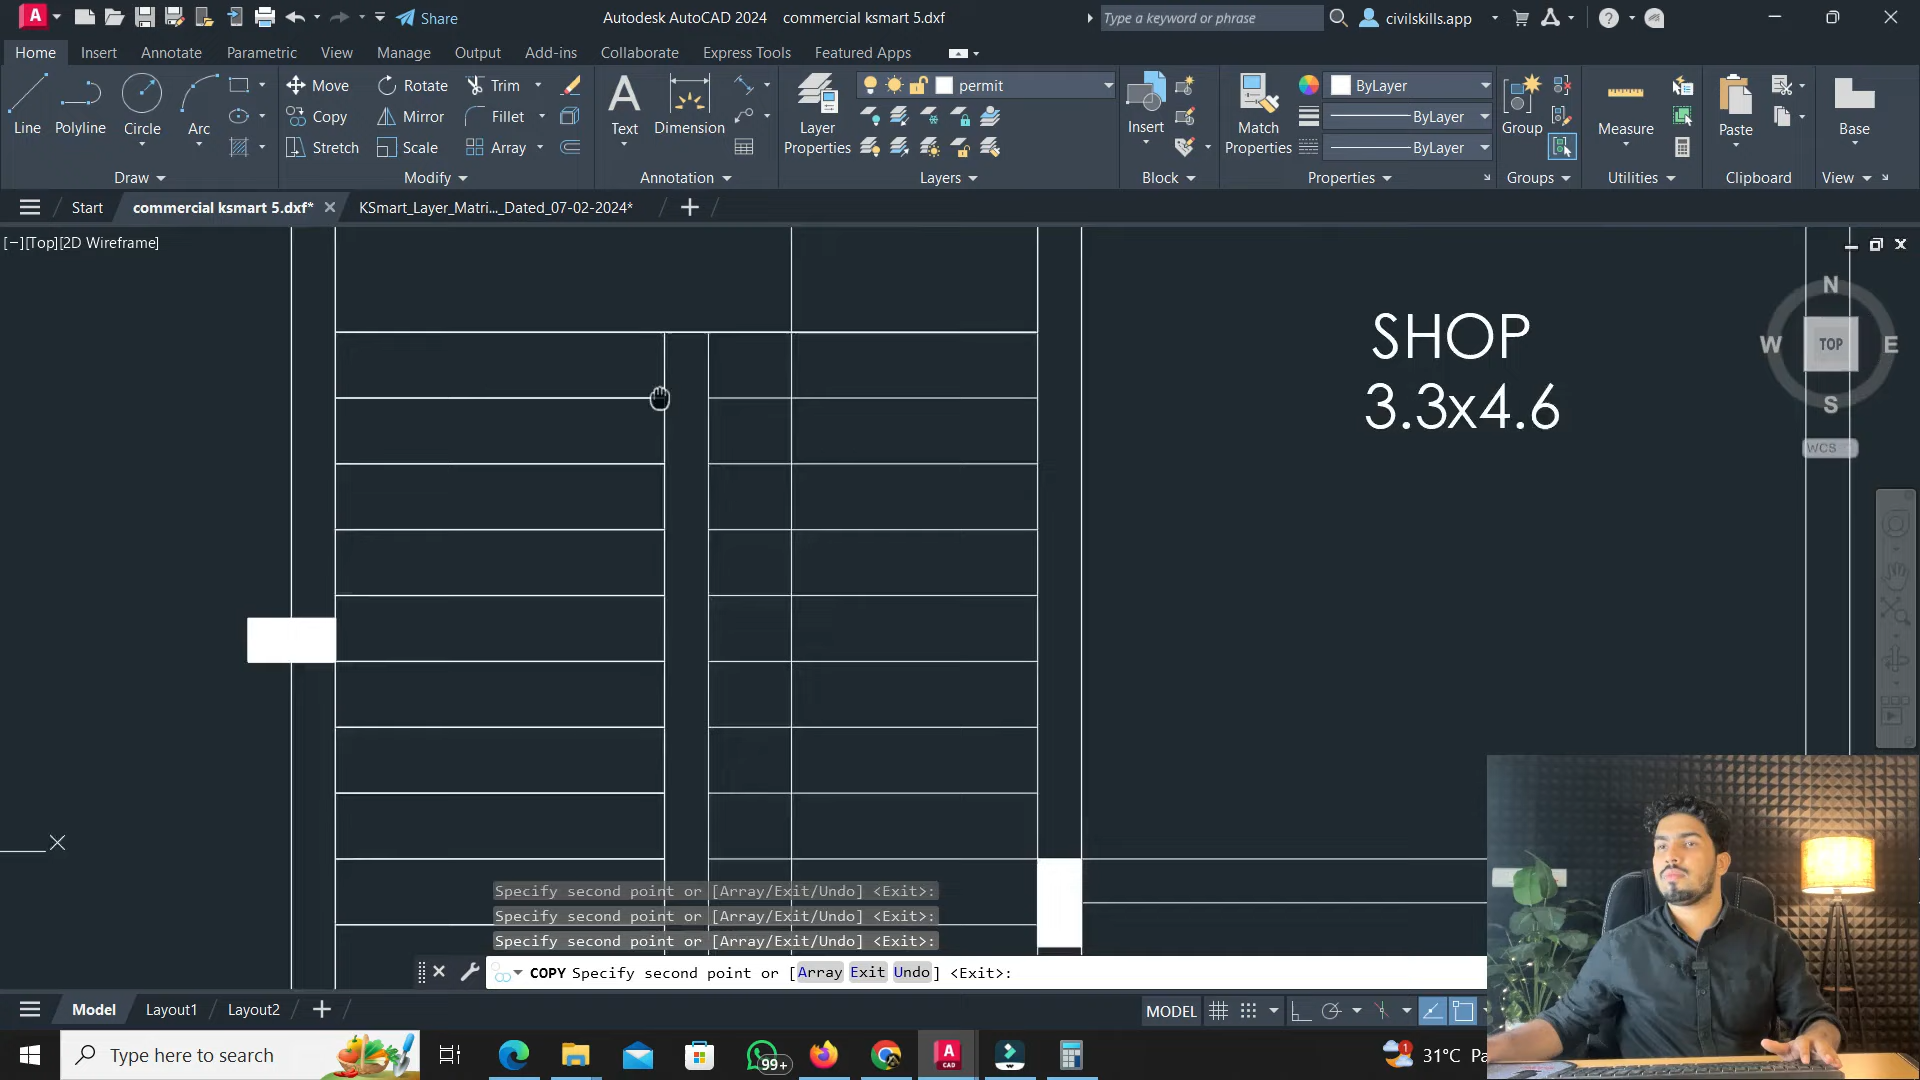 Share
Autodesk AutoCAD 2024 commercial ksmart 5.dxf
Type a keyword or phrase
civilskills.app
Home Insert Annotate Parametric View Manage Output Add-ins Collaborate Express Tools Featured Apps
Line Polyline Circle Arc
Move Rotate Trim
Copy Mirror Fillet
Stretch Scale Array
Text Dimension
Layer Properties
permit
Insert
Match Properties
ByLayer
ByLayer
ByLayer
Group
Measure
Paste
Base
Draw Modify Annotation Layers Block Properties Groups Utilities Clipboard View
Start commercial ksmart 5.dxf* KSmart_Layer_Matri..._Dated_07-02-2024*
[−][Top][2D Wireframe]
SHOP
3.3x4.6
N
W TOP E
S
WCS
Specify second point or [Array/Exit/Undo] <Exit>:
Specify second point or [Array/Exit/Undo] <Exit>:
Specify second point or [Array/Exit/Undo] <Exit>:
COPY Specify second point or [Array Exit Undo] <Exit>:
Model Layout1 Layout2
MODEL
Type here to search
99+
CAD
1
31°C